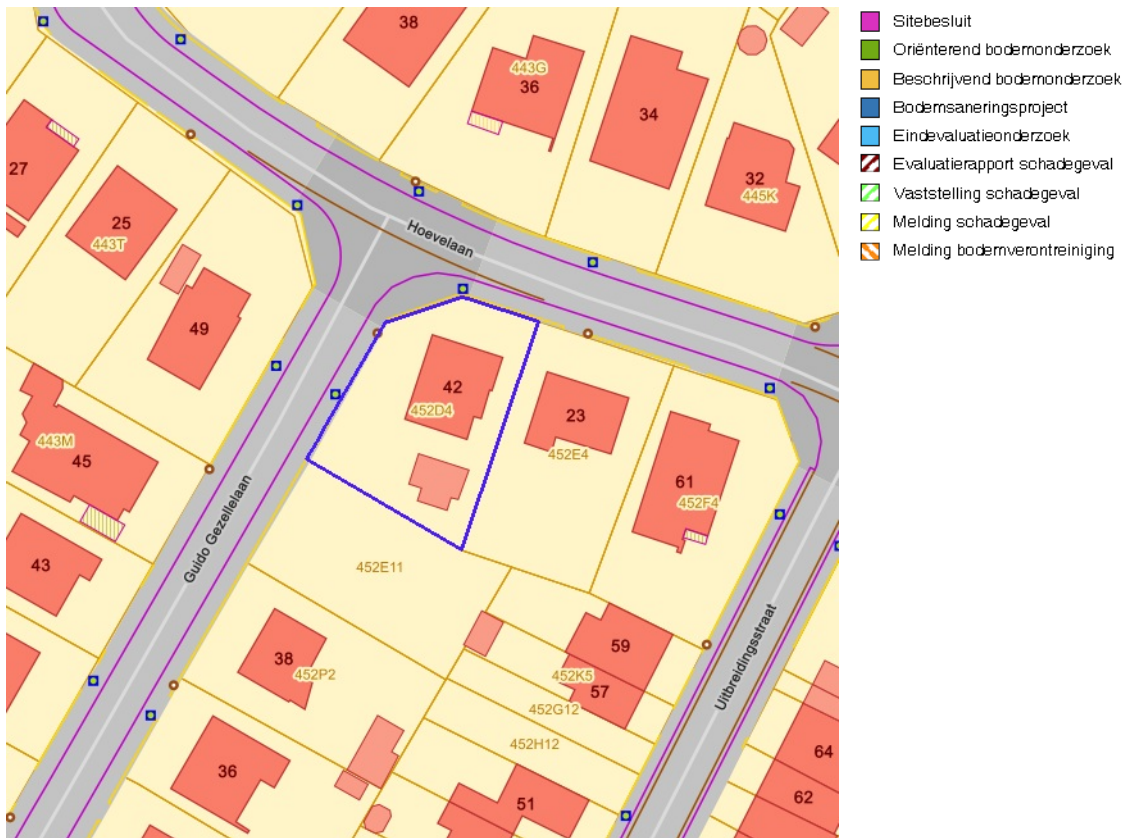 38
443G
36
34
32
445K
27
25
443T
49
Hoevelaan
42
452D4
23
452E4
61
452F4
443M
45
43
Guido Gezellelaan
452E11
38
452P2
36
59
452K5
57
452G12
452H12
51
Uitbreidingsstraat
64
62
Sitebesluit
Oriënterend bodemonderzoek
Beschrijvend bodemonderzoek
Bodemsaneringsproject
Eindevaluatieonderzoek
Evaluatierapport schadegeval
Vaststelling schadegeval
Melding schadegeval
Melding bodemverontreiniging